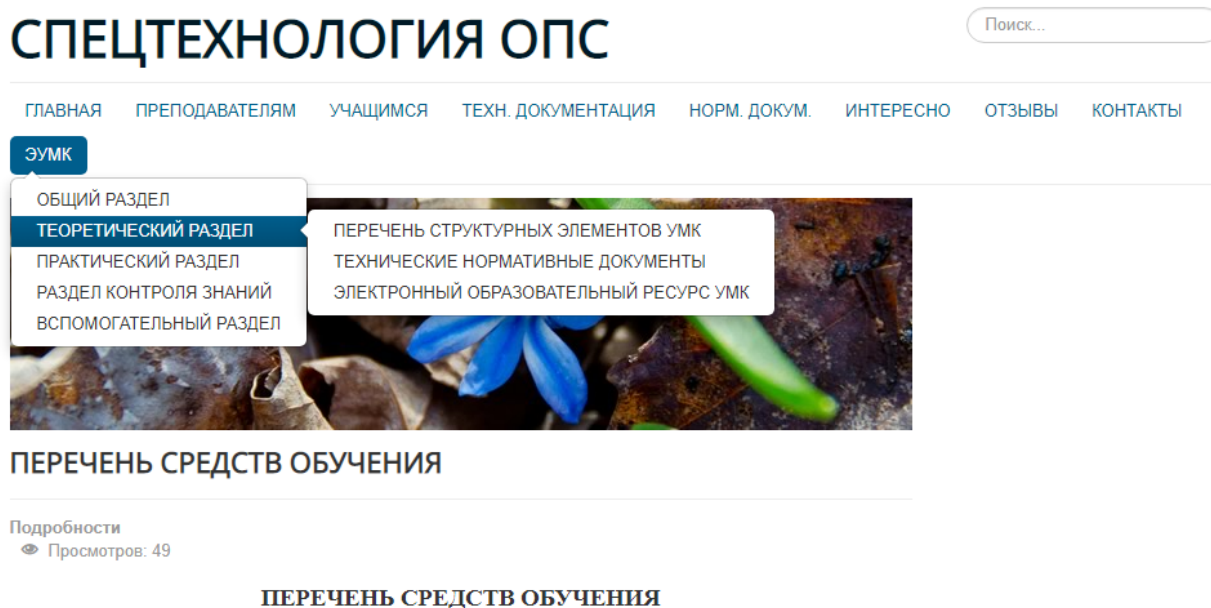 СПЕЦТЕХНОЛОГИЯ ОПС
Поиск...
ГЛАВНАЯ ПРЕПОДАВАТЕЛЯМ УЧАЩИМСЯ ТЕХН. ДОКУМЕНТАЦИЯ НОРМ. ДОКУМ. ИНТЕРЕСНО ОТЗЫВЫ КОНТАКТЫ
ЭУМК
ОБЩИЙ РАЗДЕЛ
ТЕОРЕТИЧЕСКИЙ РАЗДЕЛ
ПРАКТИЧЕСКИЙ РАЗДЕЛ
РАЗДЕЛ КОНТРОЛЯ ЗНАНИЙ
ВСПОМОГАТЕЛЬНЫЙ РАЗДЕЛ
ПЕРЕЧЕНЬ СТРУКТУРНЫХ ЭЛЕМЕНТОВ УМК
ТЕХНИЧЕСКИЕ НОРМАТИВНЫЕ ДОКУМЕНТЫ
ЭЛЕКТРОННЫЙ ОБРАЗОВАТЕЛЬНЫЙ РЕСУРС УМК
ПЕРЕЧЕНЬ СРЕДСТВ ОБУЧЕНИЯ
Подробности
Просмотров: 49
ПЕРЕЧЕНЬ СРЕДСТВ ОБУЧЕНИЯ